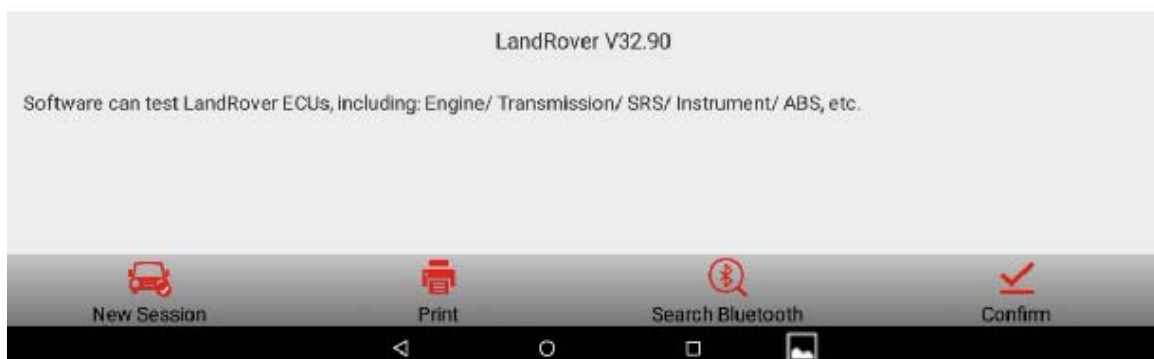 LandRover V32.90
Software can test LandRover ECUs, including: Engine/ Transmission/ SRS/ Instrument/ ABS, etc.
New Session
Print
Search Bluetooth
Confirm